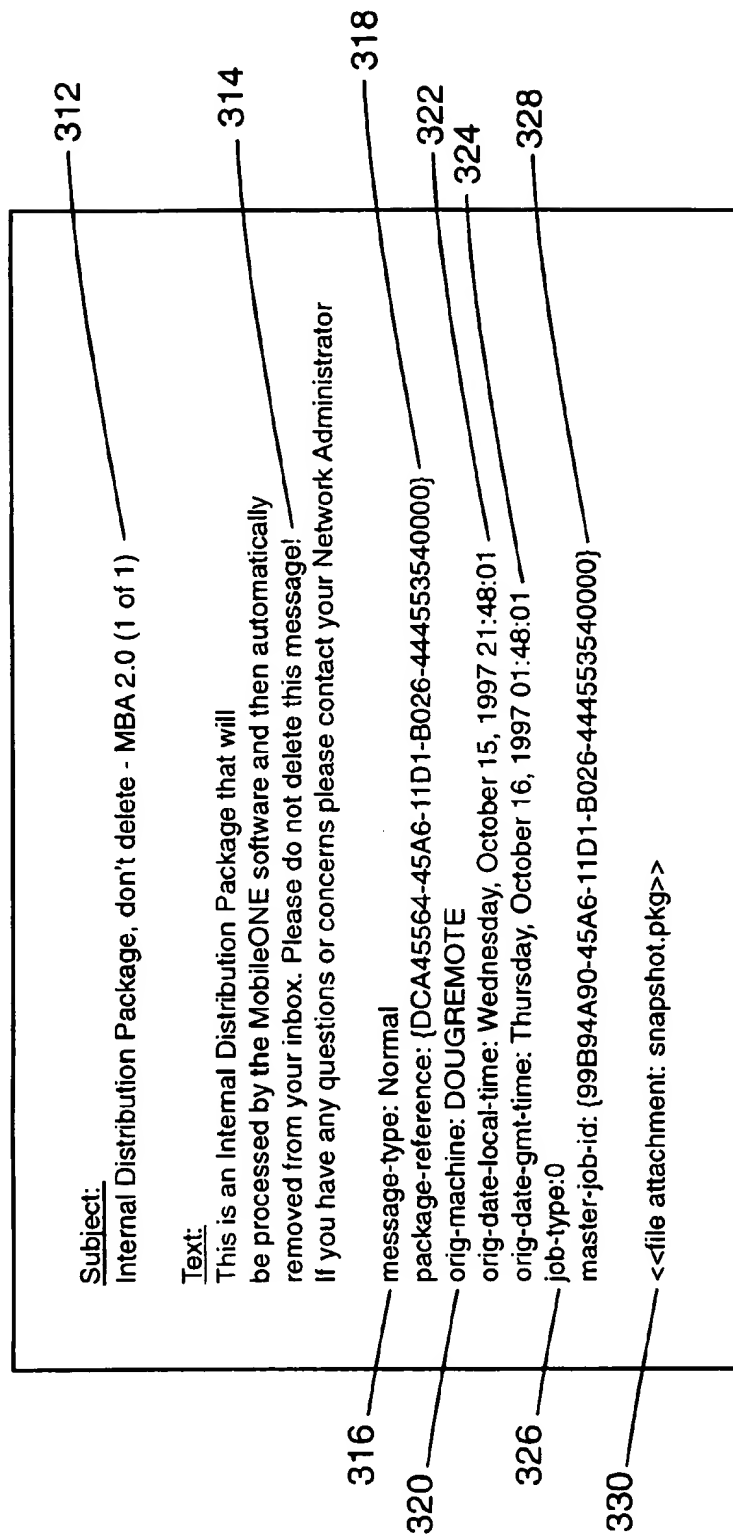 Subject:
Internal Distribution Package, don't delete - MBA 2.0 (1 of 1)
312
Text:
This is an Internal Distribution Package that will
be processed by the MobileONE software and then automatically
removed from your inbox. Please do not delete this message!
314
If you have any questions or concerns please contact your Network Administrator
316
message-type: Normal
package-reference: {DCA45564-45A6-11D1-B026-444553540000}
318
320
orig-machine: DOUGREMOTE
orig-date-local-time: Wednesday, October 15, 1997 21:48:01
322
orig-date-gmt-time: Thursday, October 16, 1997 01:48:01
324
326
job-type:0
master-job-id: {99B94A90-45A6-11D1-B026-444553540000}
328
330
<<file attachment: snapshot.pkg>>